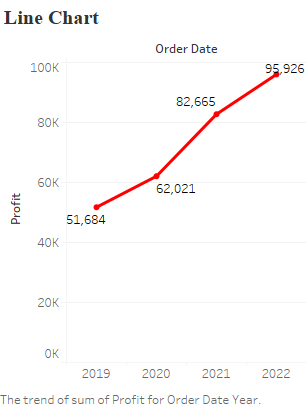 Line Chart
Order Date
100K
95,926
82,665
80K
60K
62,021
51,684
Profit
40K
20K
0K
2019 2020 2021 2022
The trend of sum of Profit for Order Date Year.